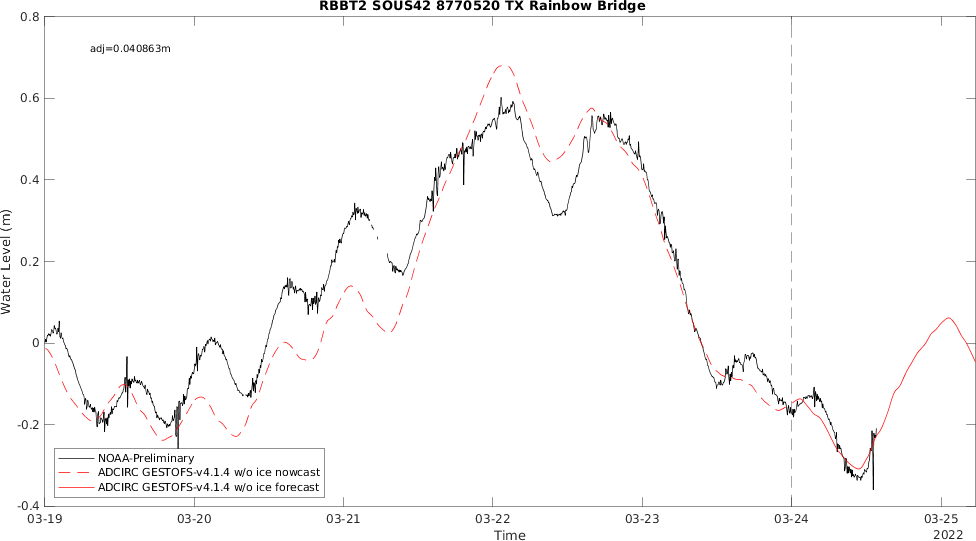 RBBT2 SOUS42 8770520 TX Rainbow Bridge
adj=0.040863m
Water Level (m)
0.8
0.6
0.4
0.2
0
-0.2
-0.4
NOAA-Preliminary
ADCIRC GESTOFS-v4.1.4 w/o ice nowcast
ADCIRC GESTOFS-v4.1.4 w/o ice forecast
03-19 03-20 03-21 03-22 03-23 03-24 03-25
Time
2022